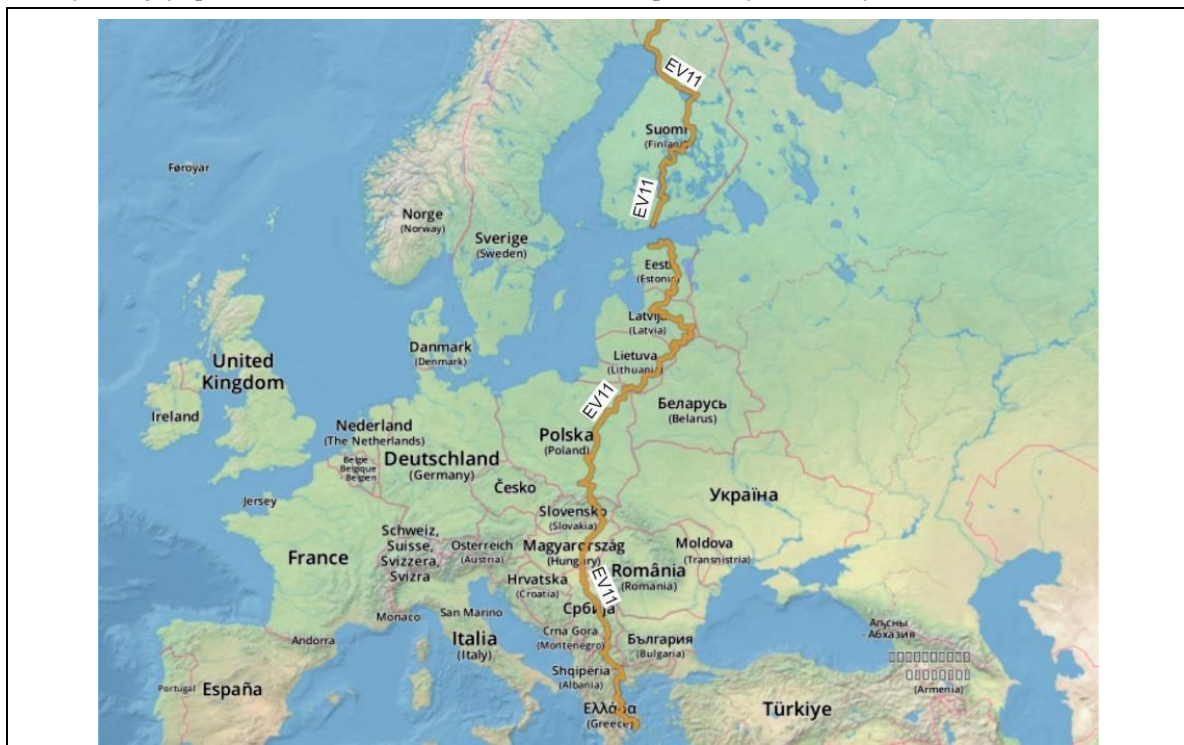 EV11
Suomi
(Finland)
Føroyar
EV11
Norge
(Norway)
Sverige
(Sweden)
Eesti
(Estonia)
Latvija
(Latvia)
Danmark
(Denmark)
Lietuva
(Lithuania)
United
Kingdom
EV11
Беларусь
(Belarus)
Ireland
Nederland
(The Netherlands)
Polska
(Poland)
België -
Belgique
- Belgien
Deutschland
(Germany)
Česko
Jersey
Україна
Slovensko
(Slovakia)
Schweiz,
Suisse,
Svizzera,
Svizra
Österreich
(Austria)
Magyarország
(Hungary)
Moldova
(Transnistria)
France
EV11
România
(Romania)
Hrvatska
(Croatia)
Србија
Monaco
San Marino
Аҧсны
- Абхазия
Andorra
Italia
(Italy)
Crna Gora
(Montenegro)
България
(Bulgaria)
Shqipëria
(Albania)
(Armenia)
Portugal
España
Ελλάδα
(Greece)
Türkiye